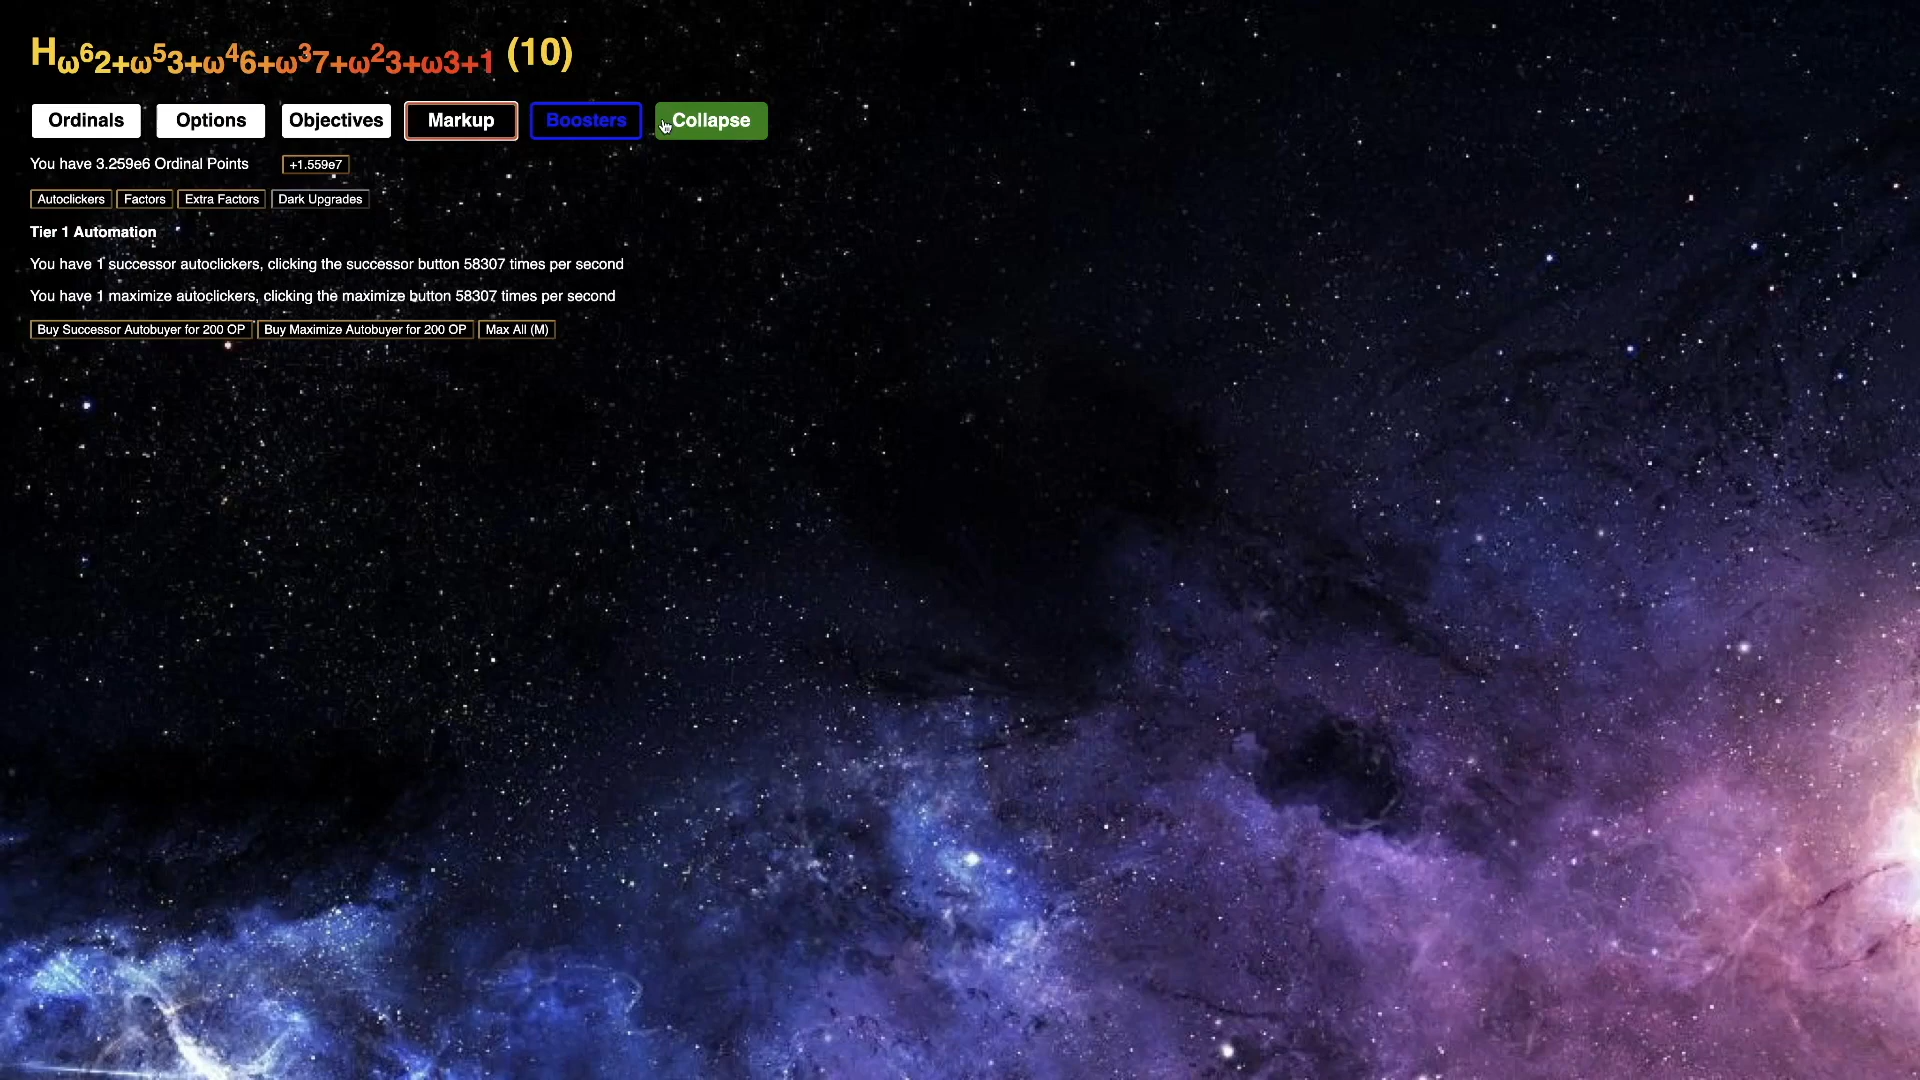 Hω⁶2+ω⁵3+ω⁴6+ω³7+ω²3+ω3+1 (10)
Ordinals Options Objectives Markup Boosters Collapse
You have 3.259e6 Ordinal Points +1.559e7
Autoclickers Factors Extra Factors Dark Upgrades
Tier 1 Automation
You have 1 successor autoclickers, clicking the successor button 58307 times per second
You have 1 maximize autoclickers, clicking the maximize button 58307 times per second
Buy Successor Autobuyer for 200 OP Buy Maximize Autobuyer for 200 OP Max All (M)